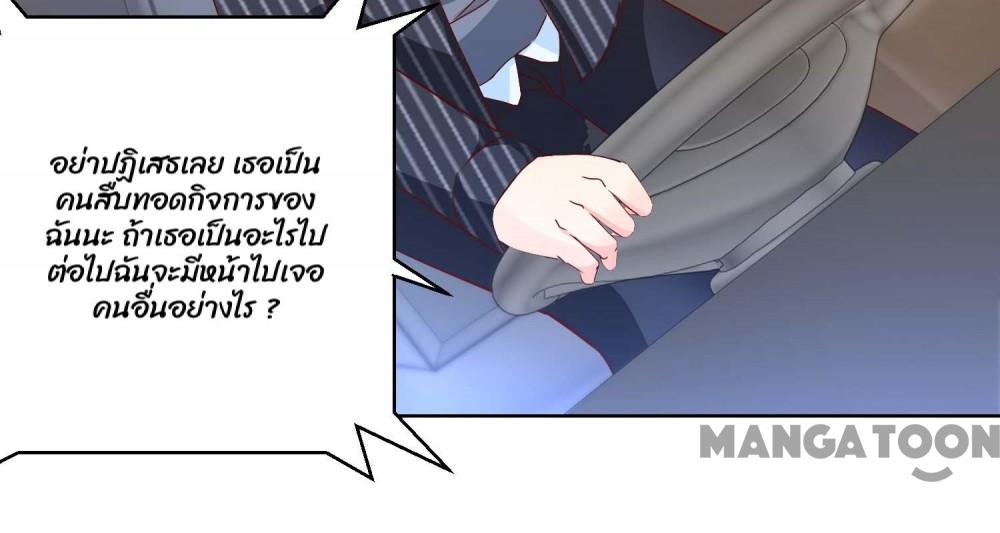 อย่าปฏิเสธเลย เธอเป็น
คนสืบทอดกิจการของ
ฉันนะ ถ้าเธอเป็นอะไรไป
ต่อไปฉันจะมีหน้าไปเจอ
คนอื่นอย่างไร ?
MANGATOON